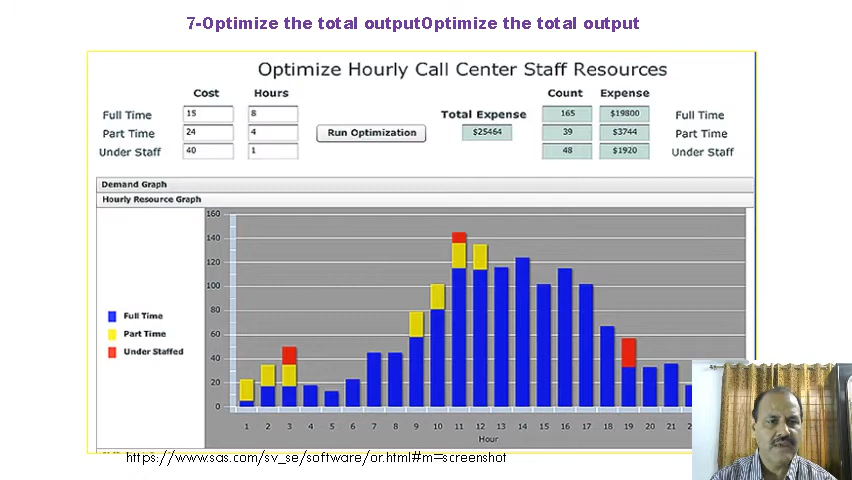 7-Optimize the total outputOptimize the total output
Optimize Hourly Call Center Staff Resources
Cost Hours Count Expense
Full Time 15 8 Total Expense 165 $19800 Full Time
Part Time 24 4 Run Optimization $25464 39 $3744 Part Time
Under Staff 40 1 48 $1920 Under Staff
Demand Graph
Hourly Resource Graph
160
140
120
100
80
60
40
20
0
Full Time
Part Time
Under Staffed
1 2 3 4 5 6 7 8 9 10 11 12 13 14 15 16 17 18 19 20 21
Hour
https://www.sas.com/sv_se/software/or.html#m=screenshot